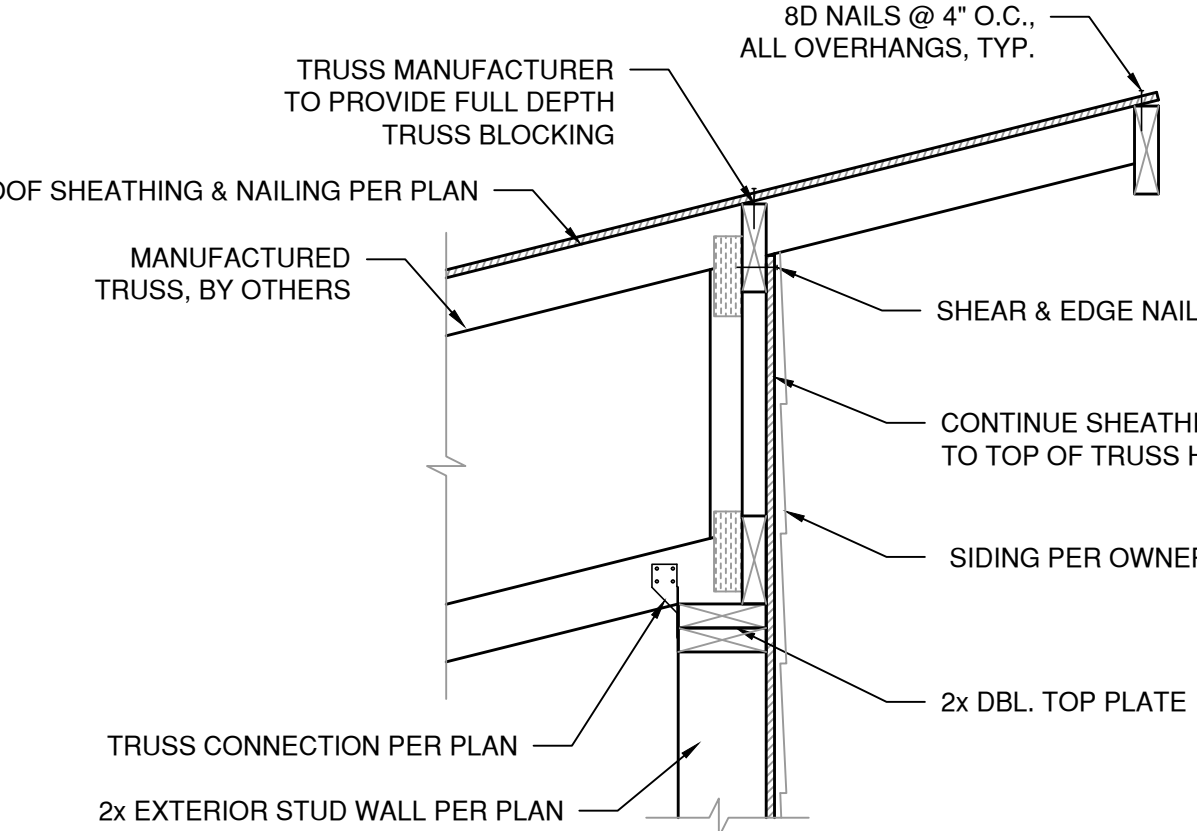 8D NAILS @ 4" O.C.,
ALL OVERHANGS, TYP.
TRUSS MANUFACTURER
TO PROVIDE FULL DEPTH
TRUSS BLOCKING
OOF SHEATHING & NAILING PER PLAN
MANUFACTURED
TRUSS, BY OTHERS
SHEAR & EDGE NAIL
CONTINUE SHEATHI
TO TOP OF TRUSS H
SIDING PER OWNER
2x DBL. TOP PLATE
TRUSS CONNECTION PER PLAN
2x EXTERIOR STUD WALL PER PLAN